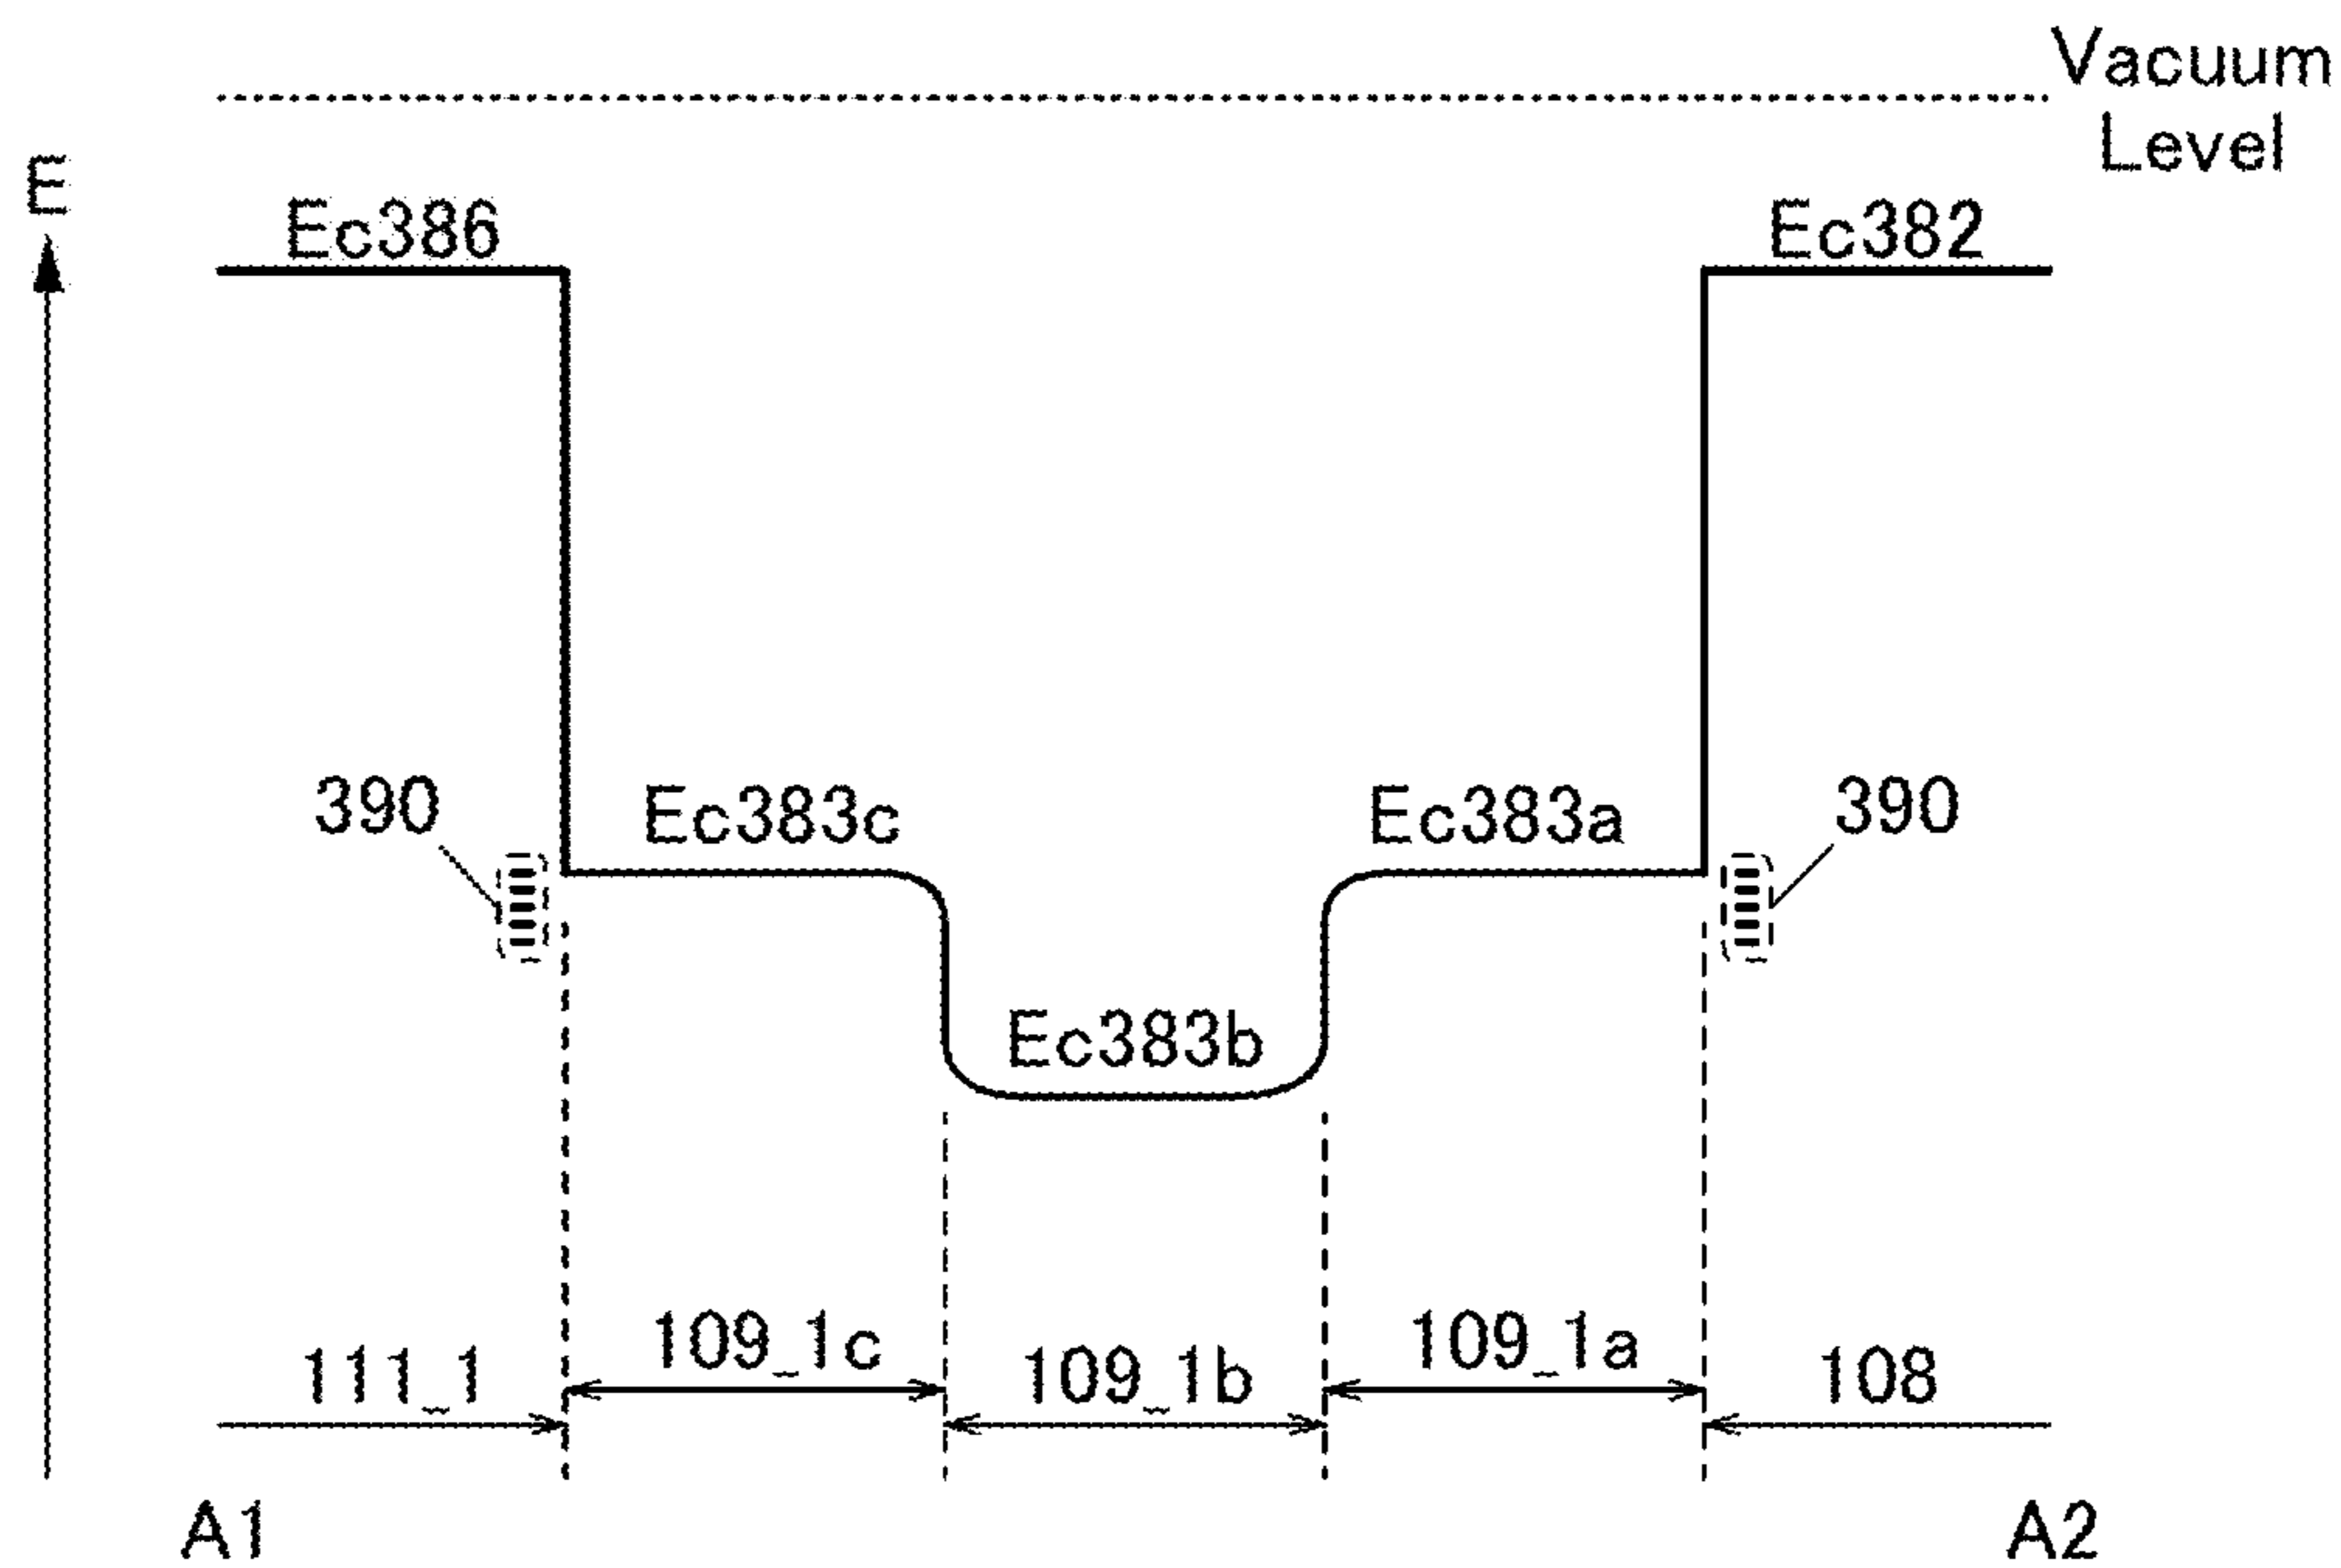 Vacuum
Level
E
Ec386
Ec382
390
Ec383c
Ec383a
390
Ec383b
111_1
109_1c
109_1b
109_1a
108
A1
A2